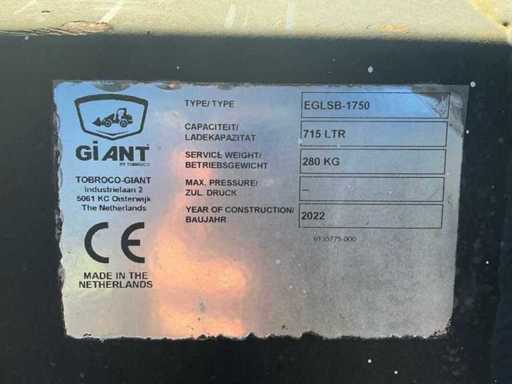 GiANT
BY TOBROCO
TOBROCO-GIANT
Industrielaan 2
5061 KC Oisterwijk
The Netherlands
CE
MADE IN THE
NETHERLANDS
TYPE/TYPE
EGLSB-1750
CAPACITEIT/
LADEKAPAZITAT
715 LTR
SERVICE WEIGHT/
BETRIEBSGEWICHT
280 KG
MAX. PRESSURE/
ZUL. DRUCK
--
YEAR OF CONSTRUCTION/
BAUJAHR
2022